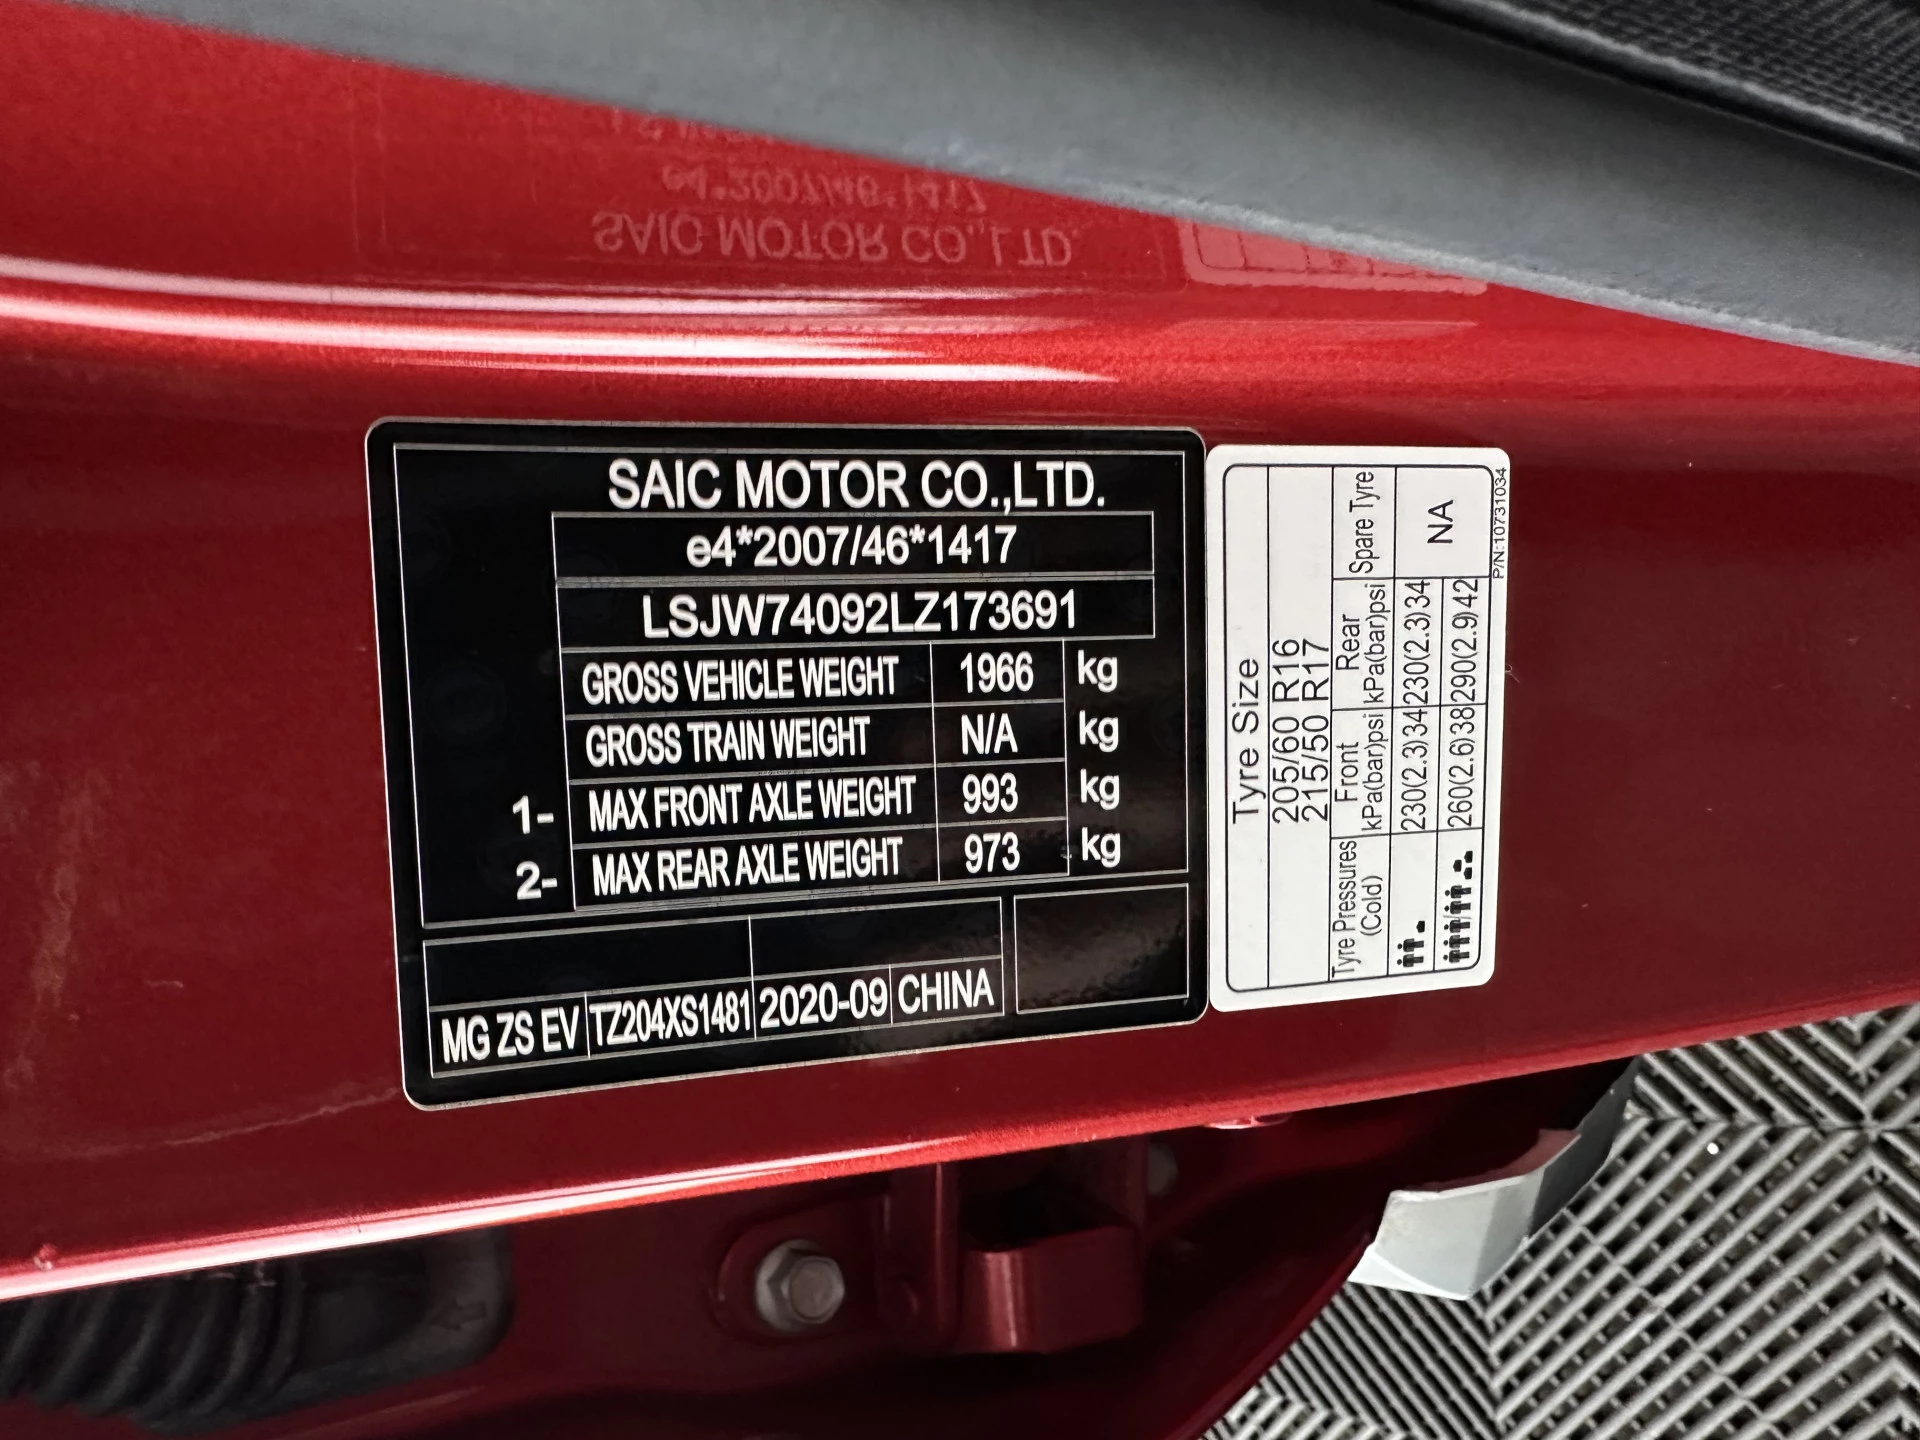 SAIC MOTOR CO.,LTD.
e4*2007/46*1417
LSJW74092LZ173691
GROSS VEHICLE WEIGHT 1966 kg
GROSS TRAIN WEIGHT N/A kg
1- MAX FRONT AXLE WEIGHT 993 kg
2- MAX REAR AXLE WEIGHT 973 kg
MG ZS EV TZ204XS1481 2020-09 CHINA
Tyre Size
205/60 R16
215/50 R17
Tyre Pressures (Cold) Front kPa(bar)psi Rear kPa(bar)psi Spare Tyre
230(2.3)34 230(2.3)34 NA
260(2.6)38 290(2.9)42
P/N:10731034